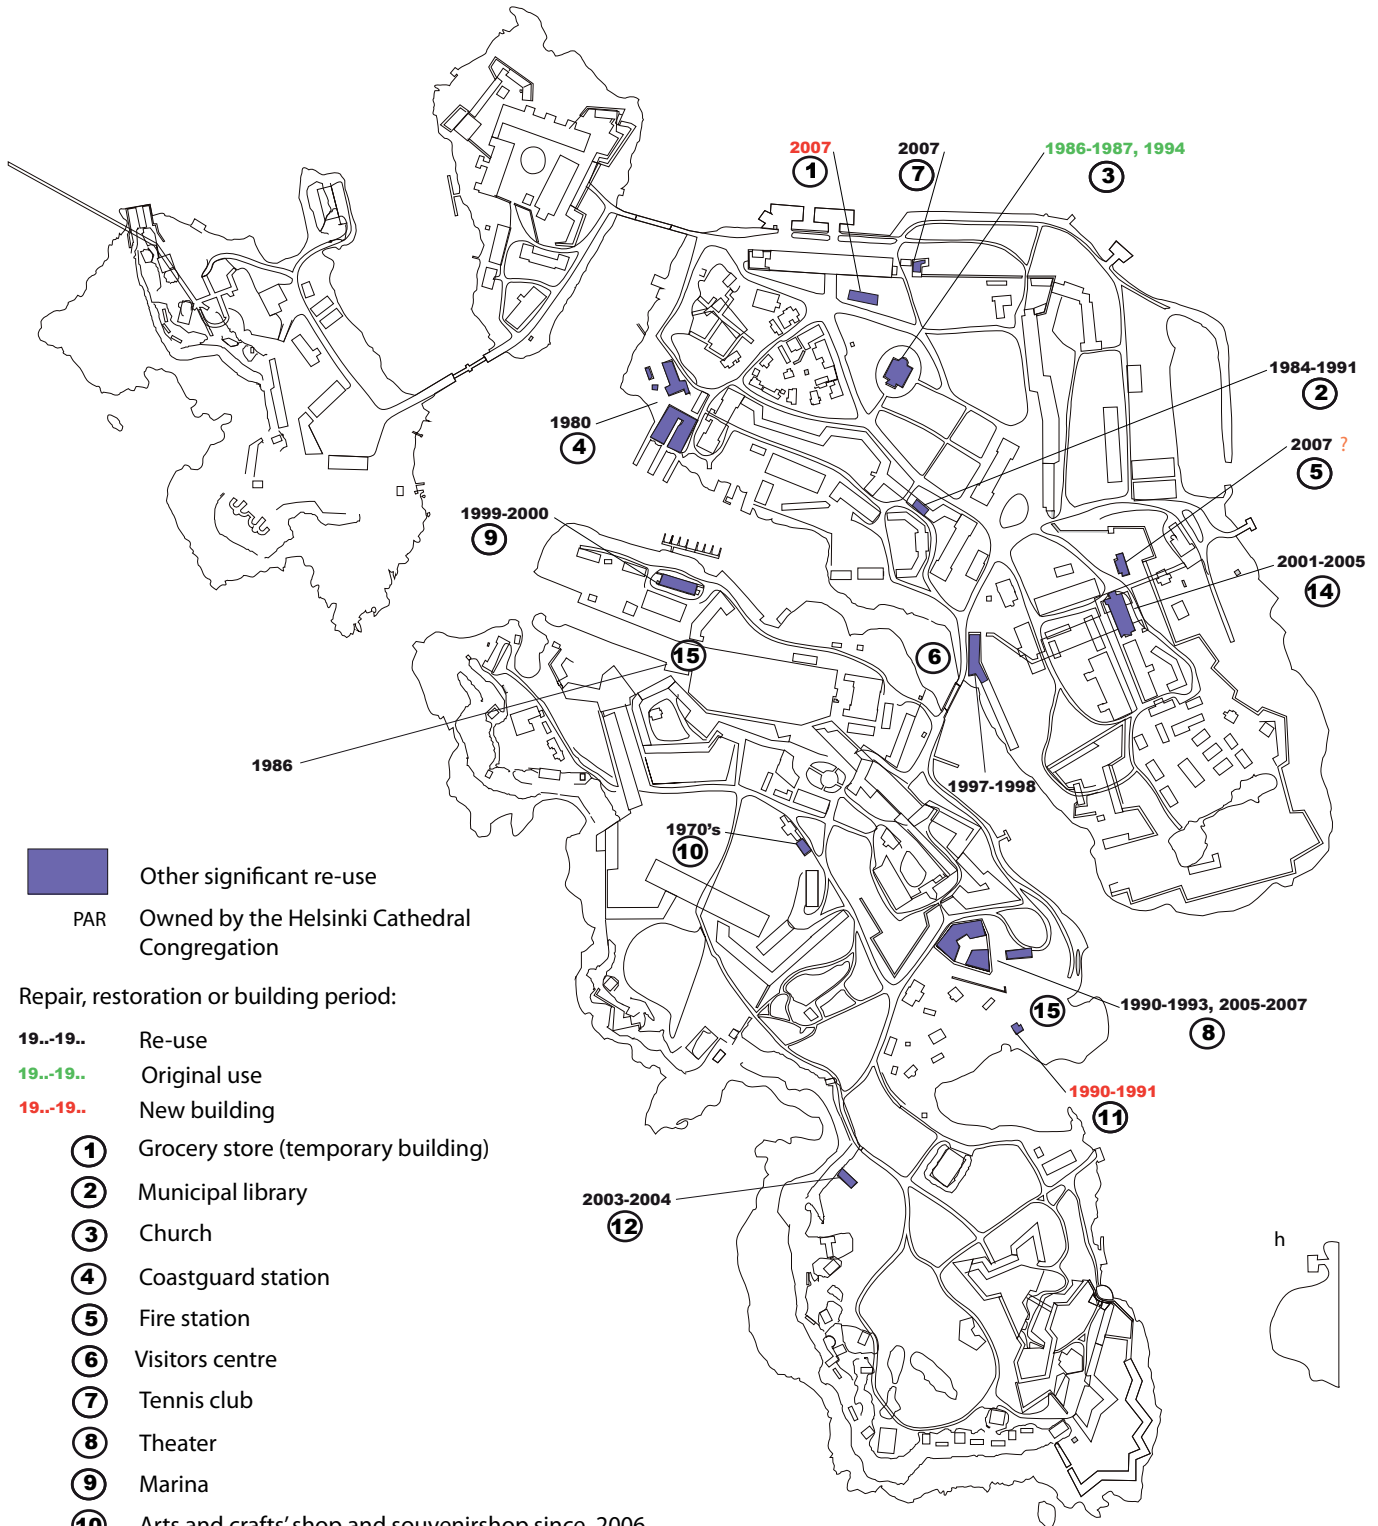 2007
1
2007
7
1986-1987, 1994
3
1984-1991
2
1980
4
2007 ?
5
1999-2000
9
2001-2005
14
15
6
1986
1997-1998
1970's
10
Other significant re-use
PAR Owned by the Helsinki Cathedral
Congregation
Repair, restoration or building period:
19..-19.. Re-use
19..-19.. Original use
19..-19.. New building
15
1990-1993, 2005-2007
8
1990-1991
11
2003-2004
12
h
1 Grocery store (temporary building)
2 Municipal library
3 Church
4 Coastguard station
5 Fire station
6 Visitors centre
7 Tennis club
8 Theater
9 Marina
10 Arts and crafts' shop and souvenirshop since 2006